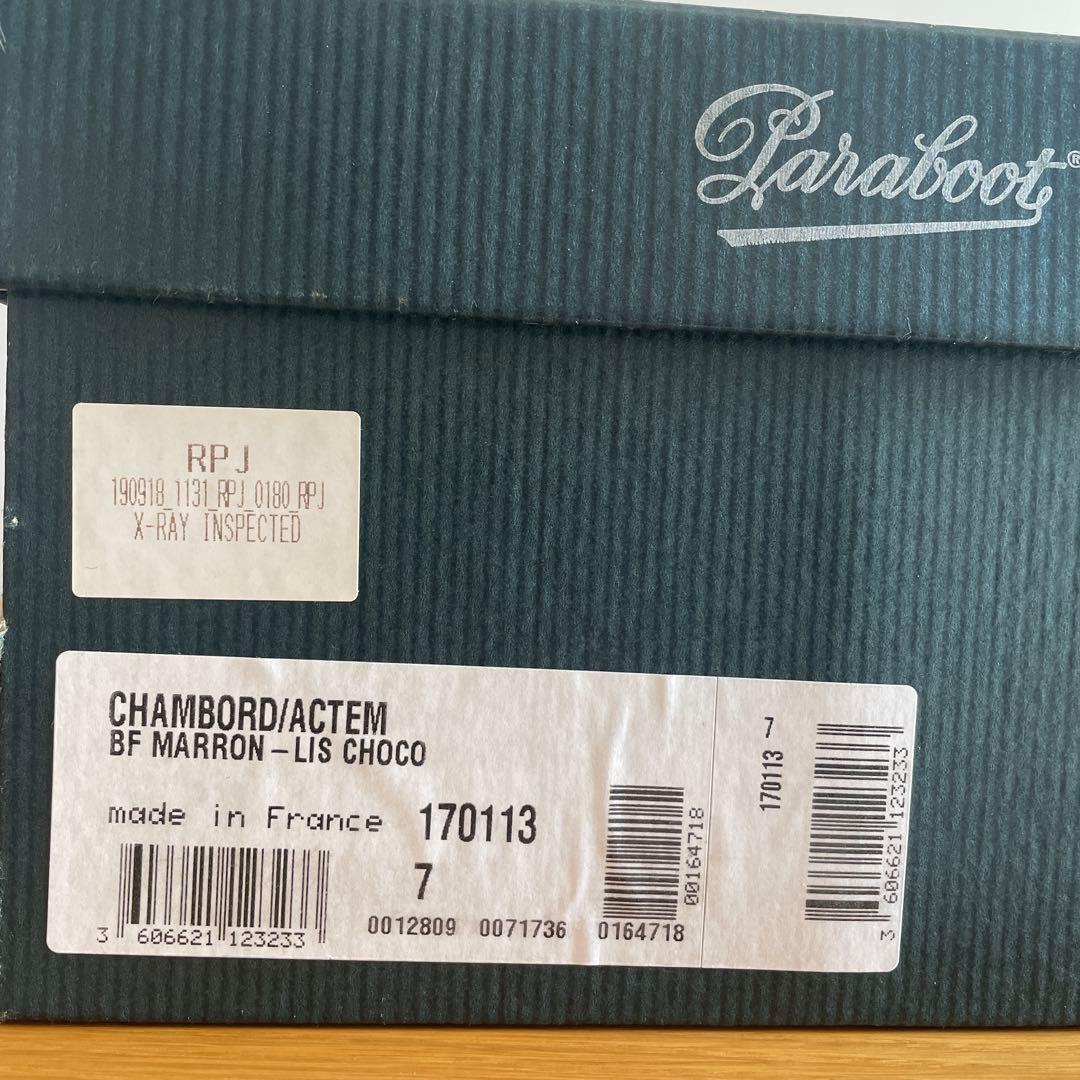 Paraboot®
RPJ
190918_1131_RPJ_0180_RPJ
X-RAY INSPECTED
CHAMBORD/ACTEM
BF MARRON–LIS CHOCO
made in France 170113
7
3 606621 123233
0012809 0071736 0164718
00164718
7
170113
3 606621 123233